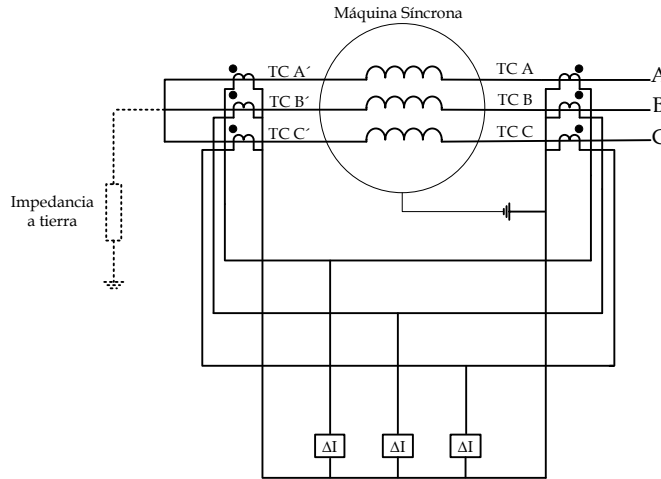 Máquina Síncrona
TC A´
TC A
A
TC B´
TC B
B
TC C´
TC C
C
Impedancia
a tierra
ΔI
ΔI
ΔI